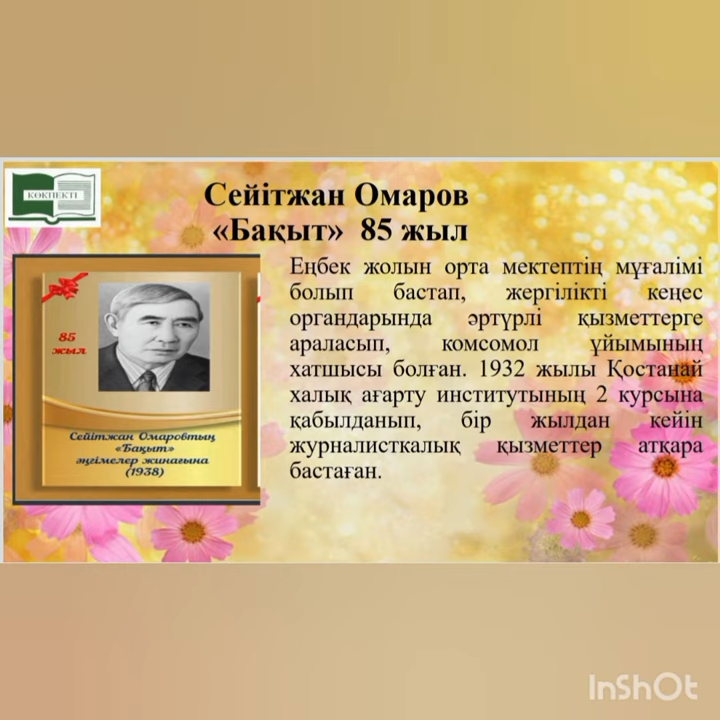 КӨКПЕКТІ
Сейітжан Омаров
«Бақыт» 85 жыл
Еңбек жолын орта мектептің мұғалімі
болып бастап, жергілікті кеңес
органдарында әртүрлі қызметтерге
араласып, комсомол ұйымының
хатшысы болған. 1932 жылы Қостанай
халық ағарту институтының 2 курсына
қабылданып, бір жылдан кейін
журналисткалық қызметтер атқара
бастаған.
85
жыл
Сейітжан Омаровтың
«Бақыт»
әңгімелер жинағына
(1938)
InShOt